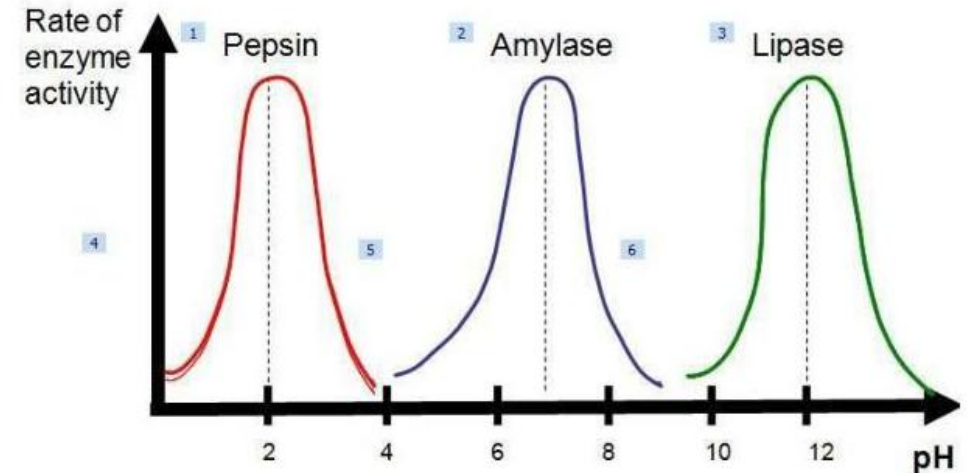 Rate of
enzyme
activity
1 Pepsin
2 Amylase
3 Lipase
4
5
6
2 4 6 8 10 12 pH